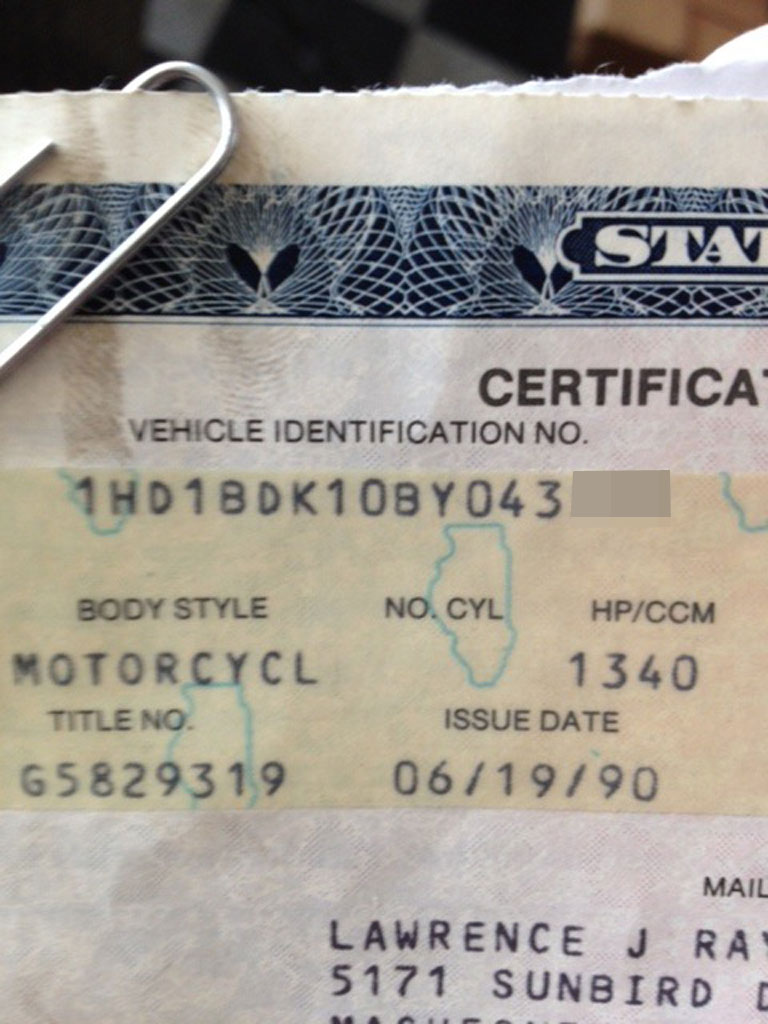 STAT
CERTIFICAT
VEHICLE IDENTIFICATION NO.
1HD1BDK10BY043
BODY STYLE NO. CYL HP/CCM
MOTORCYCL 1340
TITLE NO. ISSUE DATE
G5829319 06/19/90
MAIL
LAWRENCE J RAY
5171 SUNBIRD D